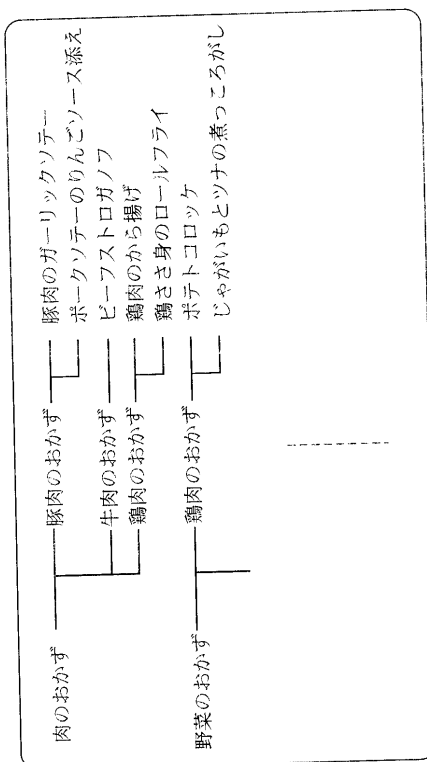 肉のおかず
豚肉のおかず
豚肉のガーリックソテー
ポークソテーのりんごソース添え
牛肉のおかず
ビーフストロガノフ
鶏肉のおかず
鶏肉のから揚げ
鶏ささ身のロールフライ
野菜のおかず
鶏肉のおかず
ポテトコロッケ
じゃがいもとツナの煮っころがし